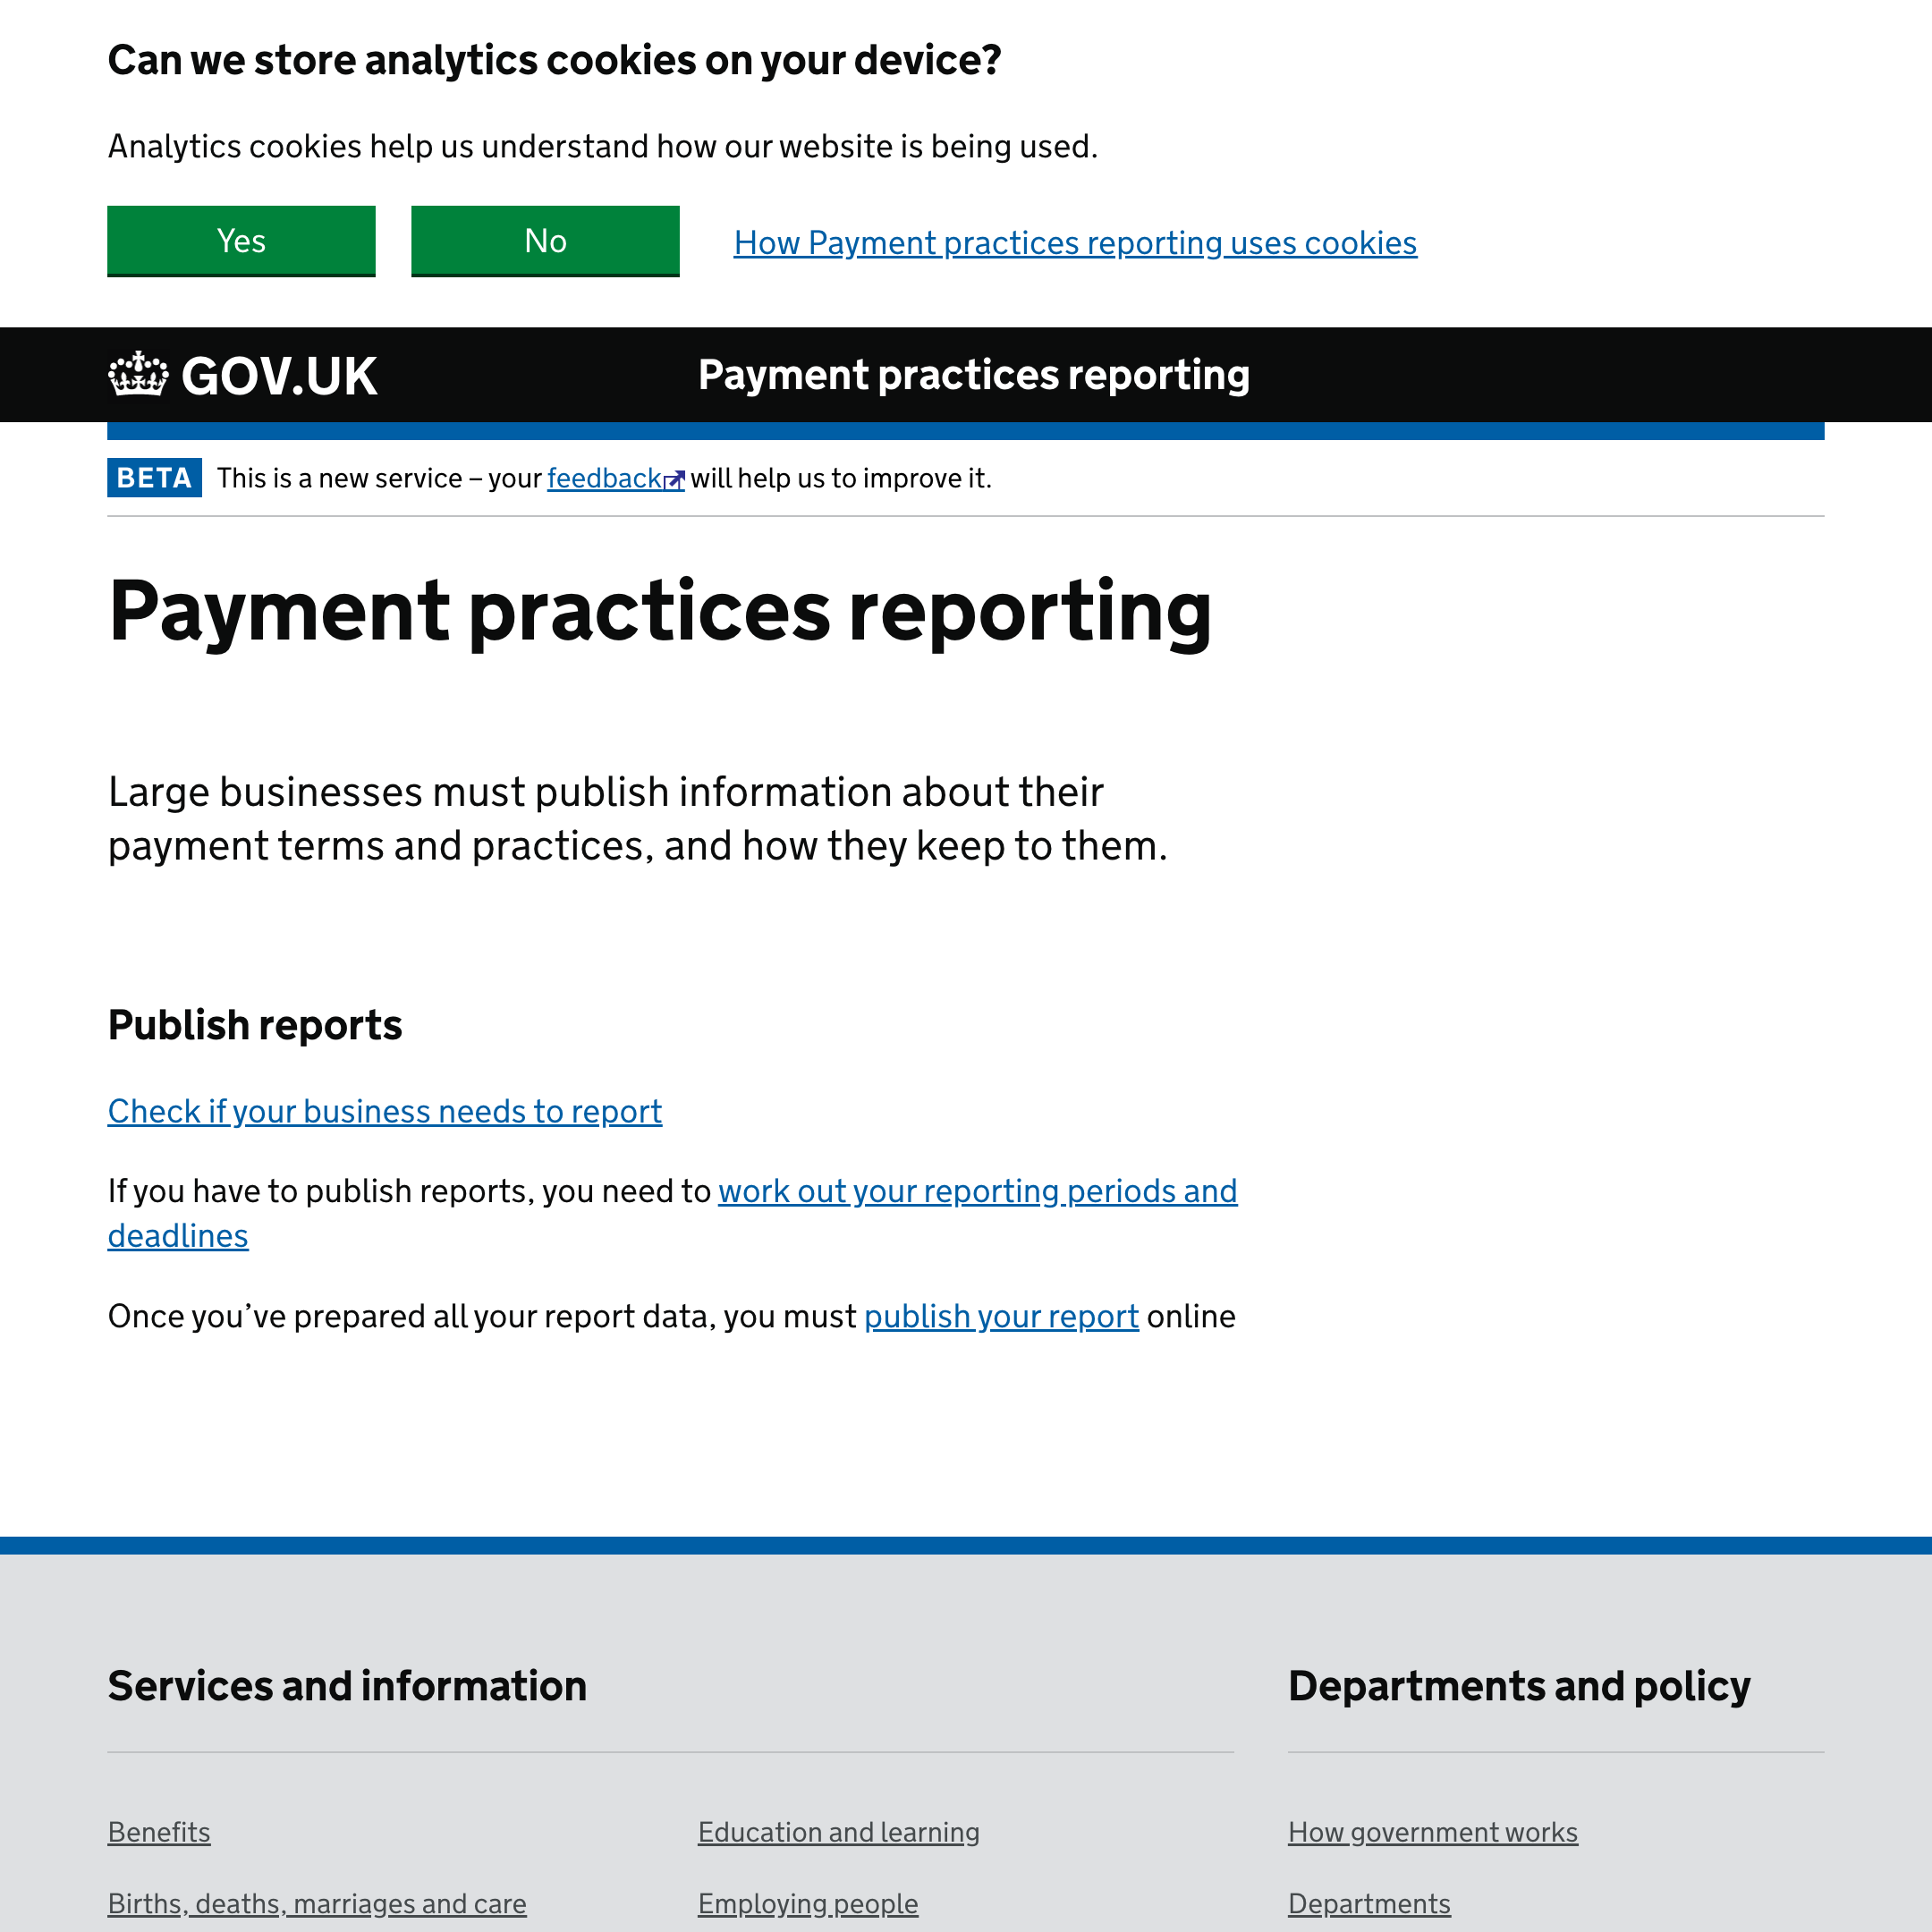 Can we store analytics cookies on your device?
Analytics cookies help us understand how our website is being used.
Yes
No
How Payment practices reporting uses cookies
GOV.UK
Payment practices reporting
BETA
This is a new service – your feedback will help us to improve it.
Payment practices reporting
Large businesses must publish information about their
payment terms and practices, and how they keep to them.
Publish reports
Check if your business needs to report
If you have to publish reports, you need to work out your reporting periods and
deadlines
Once you’ve prepared all your report data, you must publish your report online
Services and information
Departments and policy
Benefits
Education and learning
How government works
Births, deaths, marriages and care
Employing people
Departments